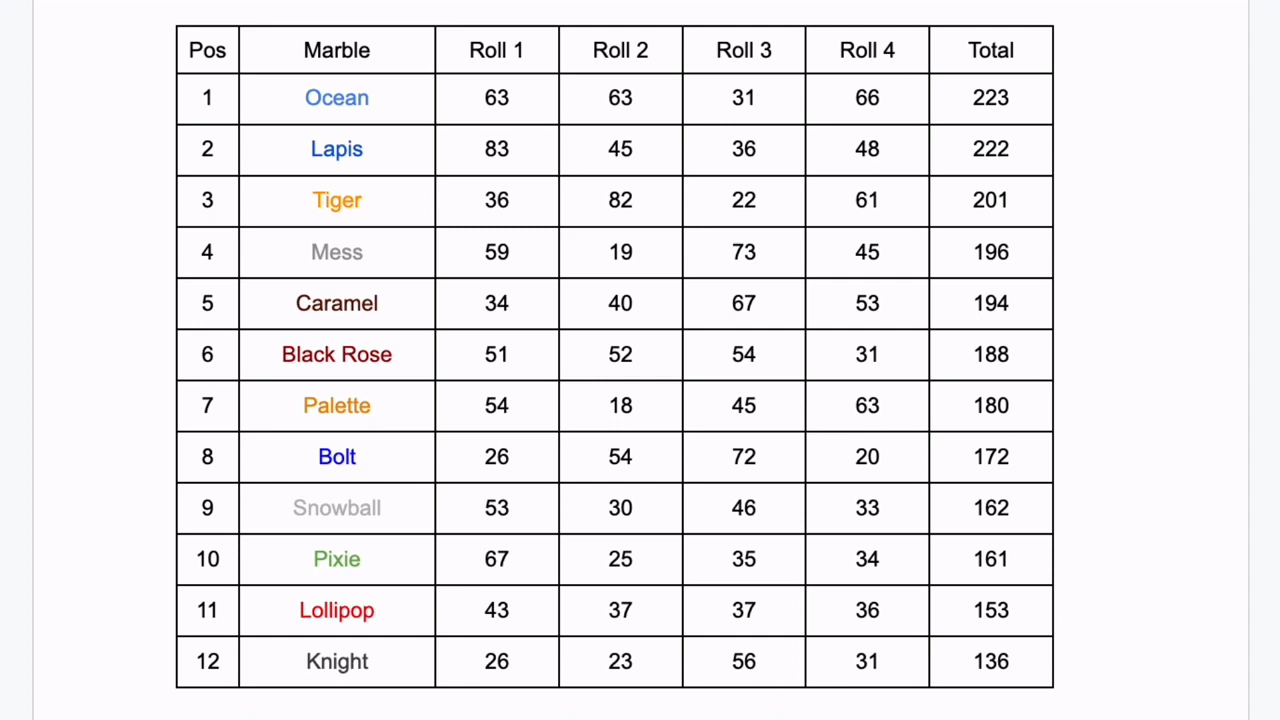 Pos Marble Roll 1 Roll 2 Roll 3 Roll 4 Total
1 Ocean 63 63 31 66 223
2 Lapis 83 45 36 48 222
3 Tiger 36 82 22 61 201
4 Mess 59 19 73 45 196
5 Caramel 34 40 67 53 194
6 Black Rose 51 52 54 31 188
7 Palette 54 18 45 63 180
8 Bolt 26 54 72 20 172
9 Snowball 53 30 46 33 162
10 Pixie 67 25 35 34 161
11 Lollipop 43 37 37 36 153
12 Knight 26 23 56 31 136